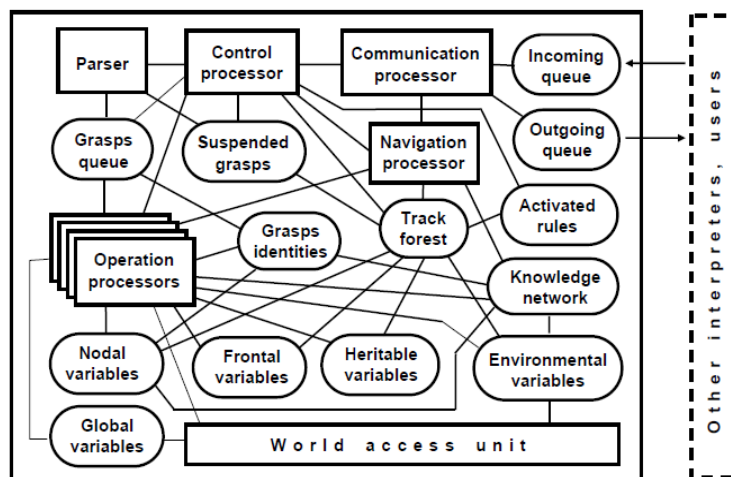 Parser
Control
processor
Communication
processor
Incoming
queue
Grasps
queue
Suspended
grasps
Navigation
processor
Outgoing
queue
Operation
processors
Grasps
identities
Track
forest
Activated
rules
Knowledge
network
Nodal
variables
Frontal
variables
Heritable
variables
Environmental
variables
Global
variables
World access unit
Other interpreters, users